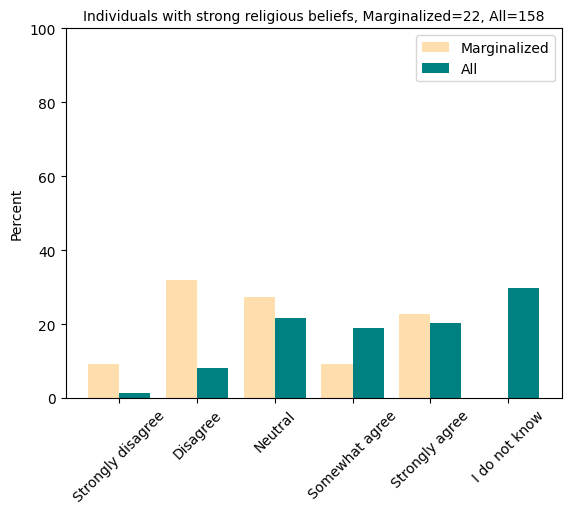 Individuals with strong religious beliefs, Marginalized=22, All=158
100
80
60
40
20
0
Percent
Marginalized
All
Strongly disagree
Disagree
Neutral
Somewhat agree
Strongly agree
I do not know